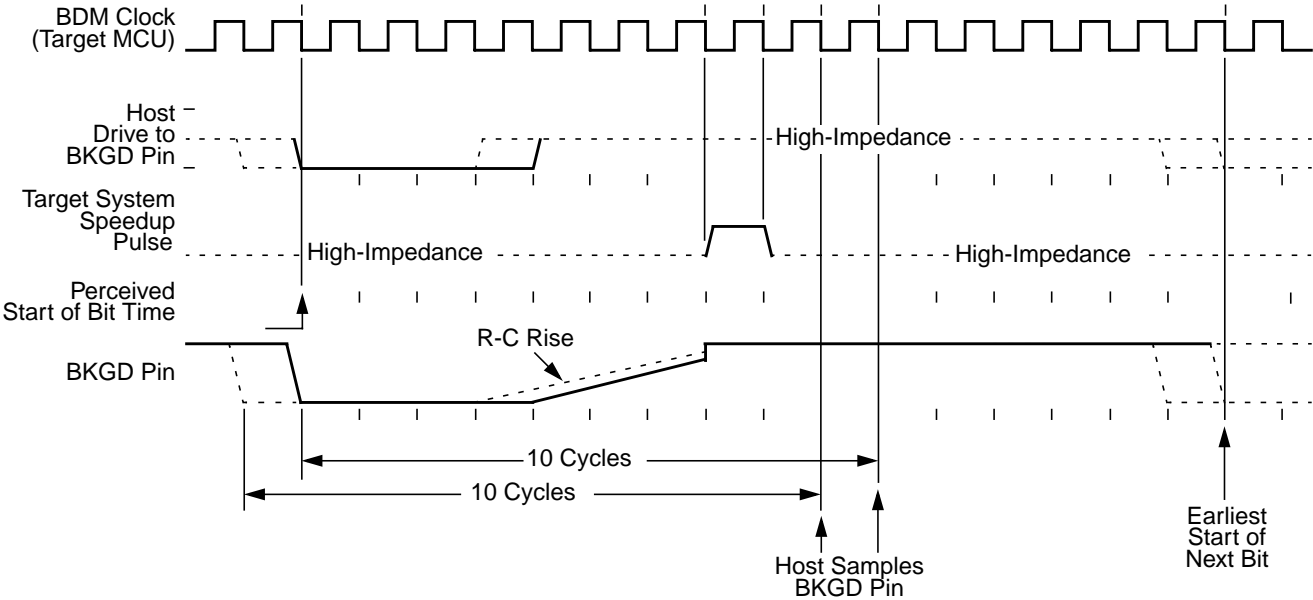 BDM Clock
(Target MCU)
Host
Drive to
BKGD Pin
High-Impedance
Target System
Speedup
Pulse
High-Impedance
High-Impedance
Perceived
Start of Bit Time
R-C Rise
BKGD Pin
10 Cycles
10 Cycles
Earliest
Start of
Next Bit
Host Samples
BKGD Pin